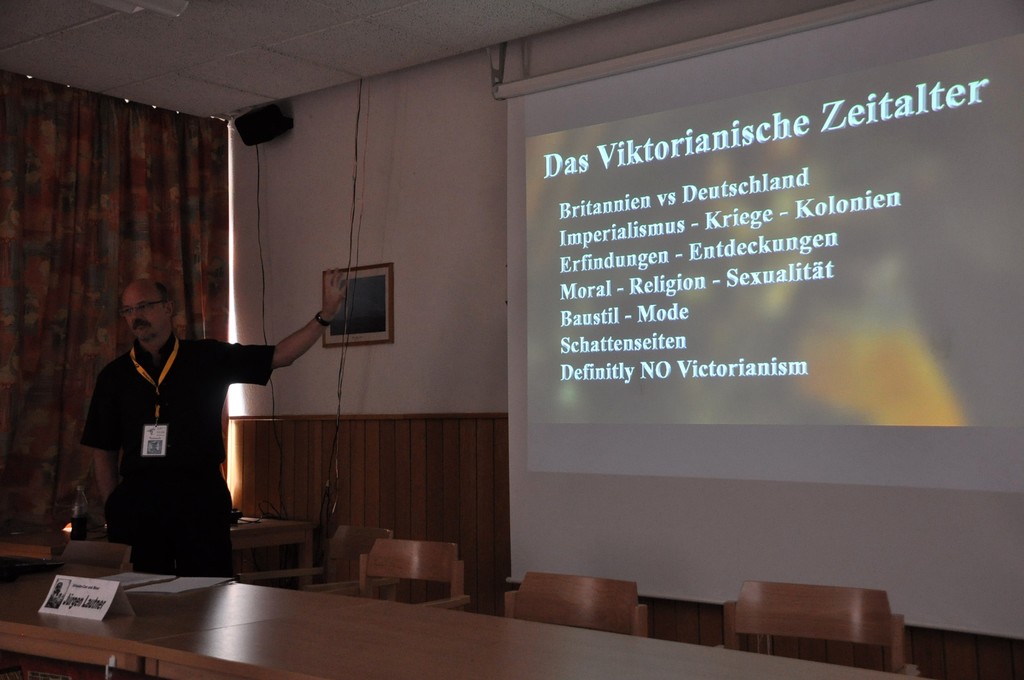 Das Viktorianische Zeitalter
Britannien vs Deutschland
Imperialismus - Kriege - Kolonien
Erfindungen - Entdeckungen
Moral - Religion - Sexualität
Baustil - Mode
Schattenseiten
Definitly NO Victorianism
Jürgen Lautner